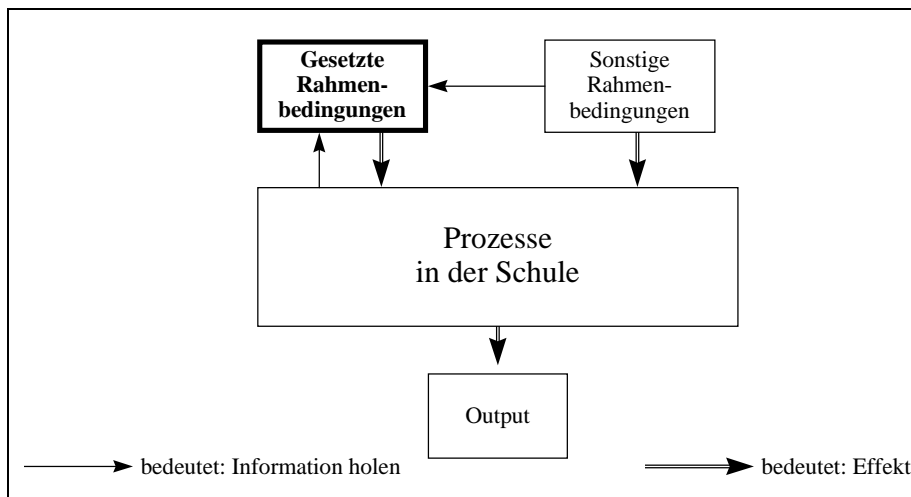 Gesetzte
Rahmen-
bedingungen
Sonstige
Rahmen-
bedingungen
Prozesse
in der Schule
Output
bedeutet: Information holen
bedeutet: Effekt